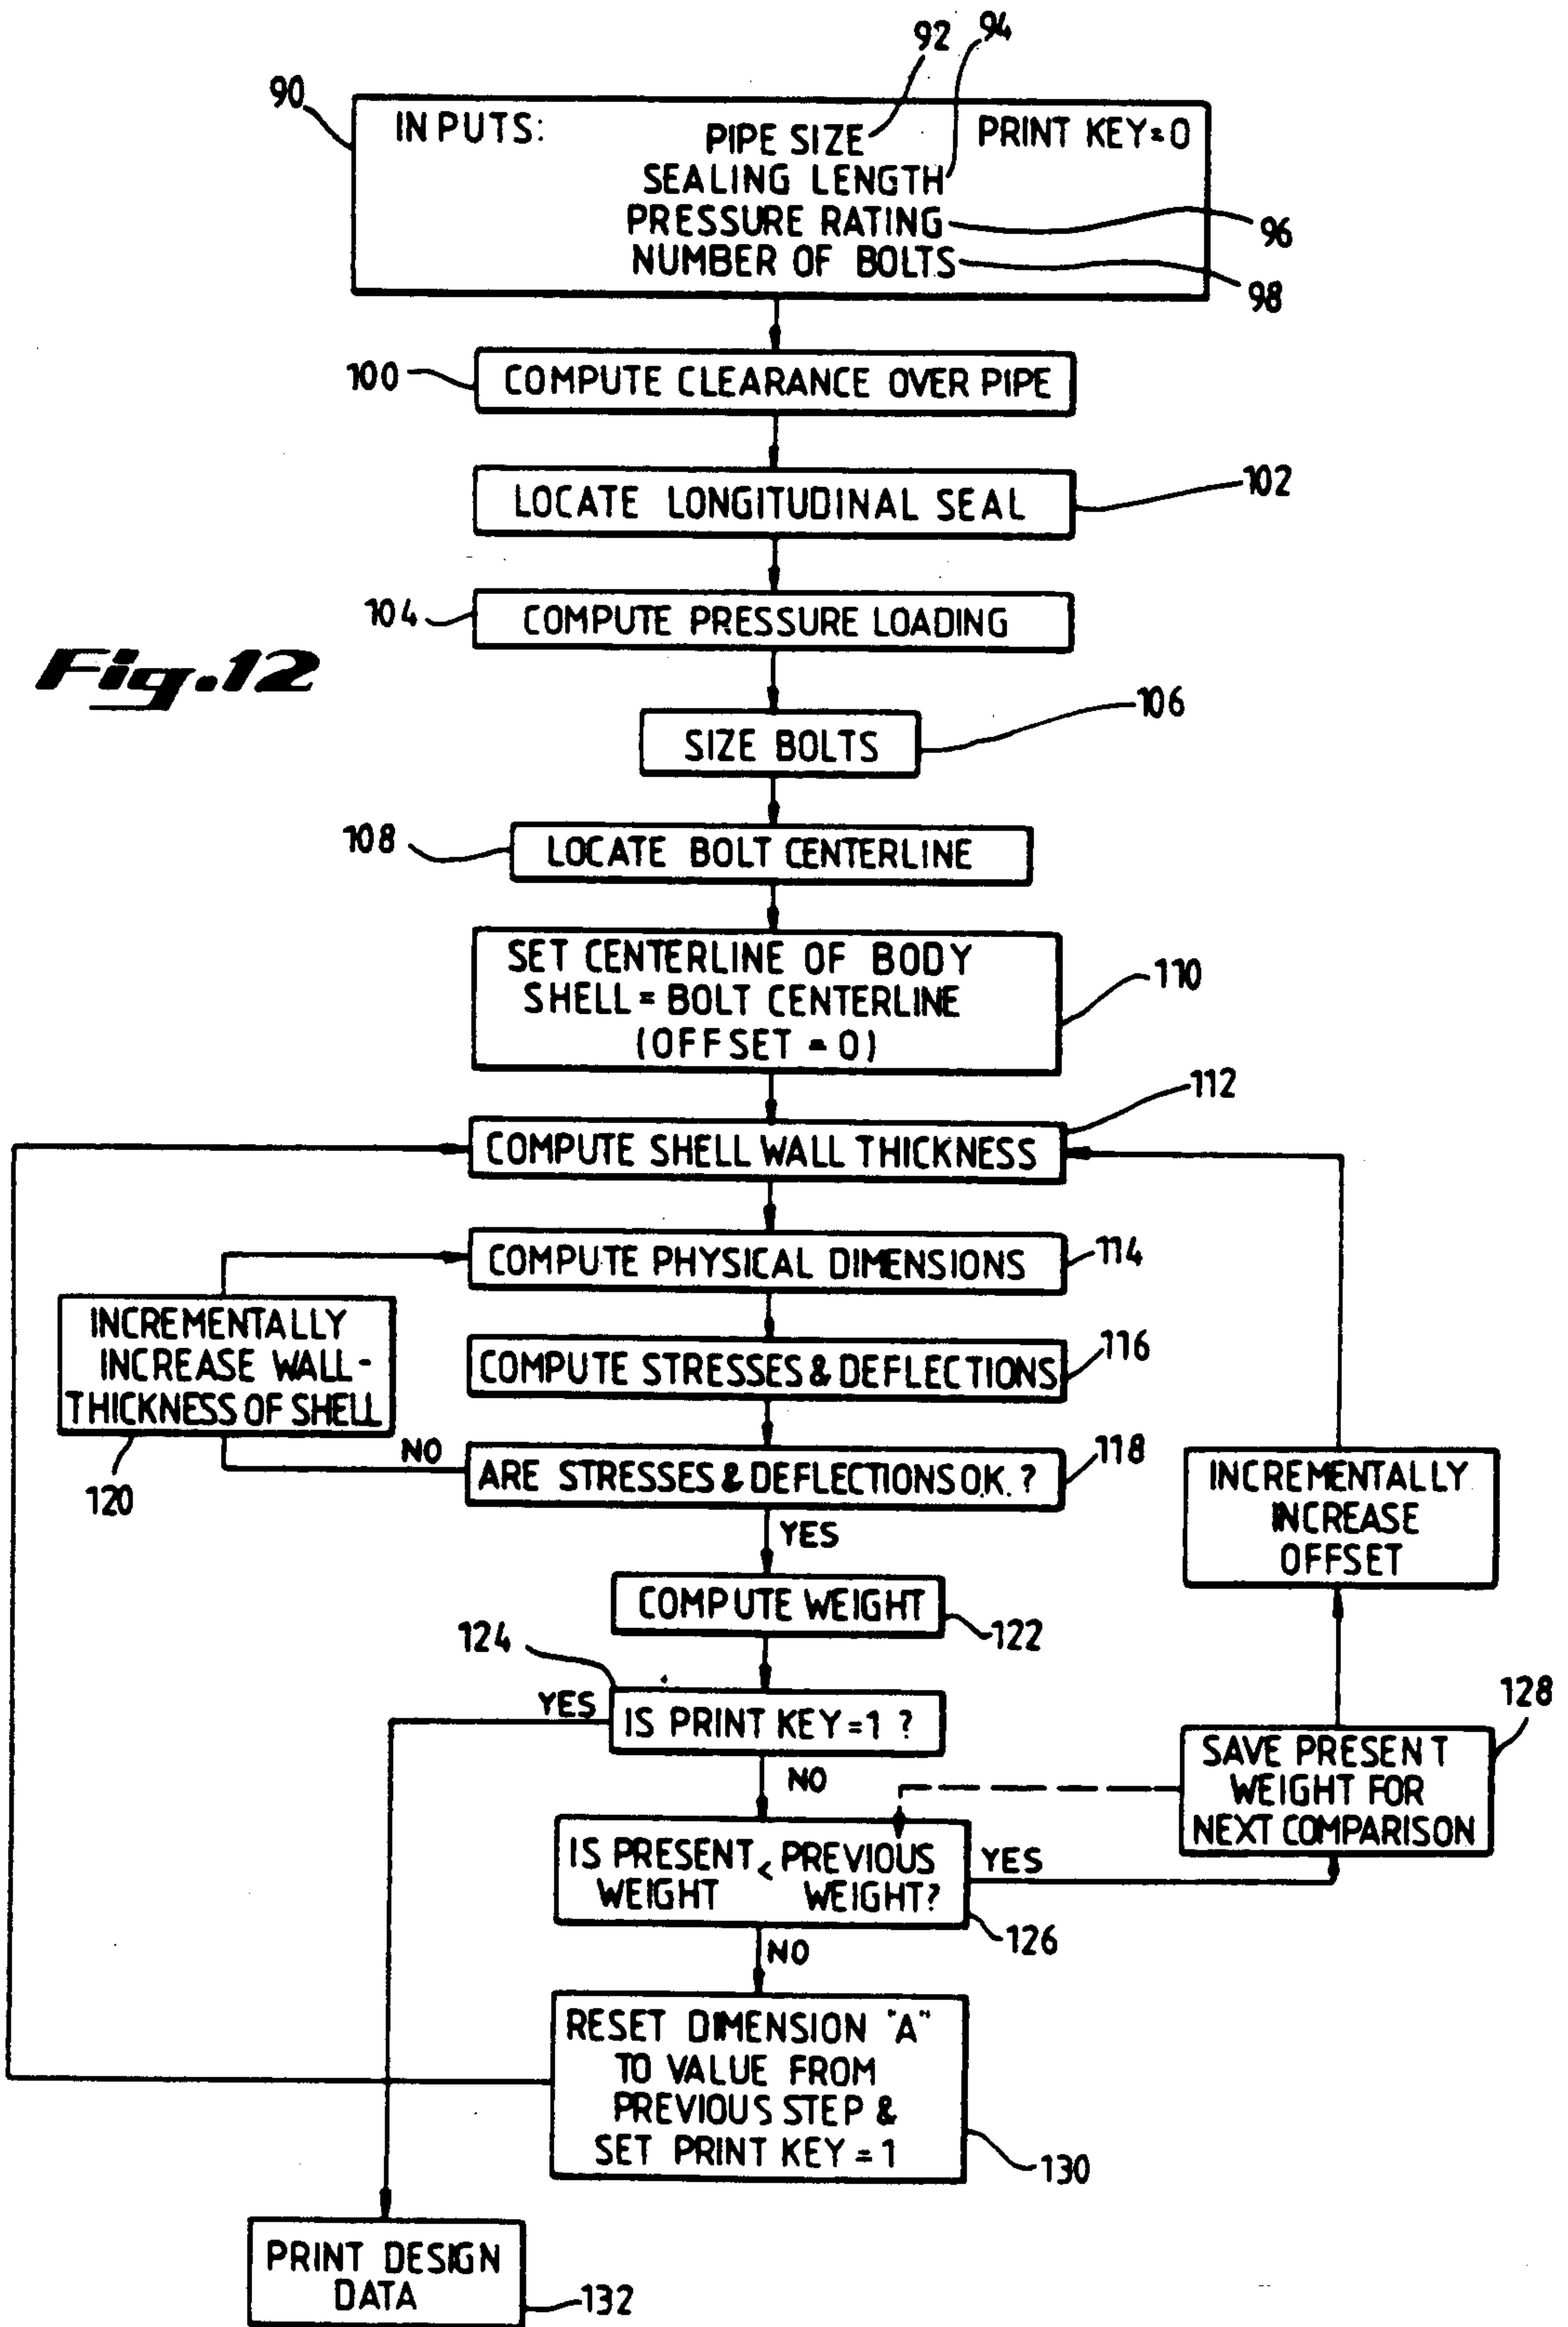 92
94
90
INPUTS:
PIPE SIZE
PRINT KEY=0
SEALING LENGTH
PRESSURE RATING
96
NUMBER OF BOLTS
98
100
COMPUTE CLEARANCE OVER PIPE
102
LOCATE LONGITUDINAL SEAL
104
COMPUTE PRESSURE LOADING
Fig.12
106
SIZE BOLTS
108
LOCATE BOLT CENTERLINE
SET CENTERLINE OF BODY
SHELL = BOLT CENTERLINE
(OFFSET = 0)
110
112
COMPUTE SHELL WALL THICKNESS
COMPUTE PHYSICAL DIMENSIONS
114
INCREMENTALLY
INCREASE WALL-
THICKNESS OF SHELL
120
COMPUTE STRESSES & DEFLECTIONS
116
NO
ARE STRESSES & DEFLECTIONS O.K. ?
118
YES
INCREMENTALLY
INCREASE
OFFSET
COMPUTE WEIGHT
122
124
YES
IS PRINT KEY=1 ?
NO
128
SAVE PRESENT
WEIGHT FOR
NEXT COMPARISON
IS PRESENT < PREVIOUS
WEIGHT WEIGHT?
YES
126
NO
RESET DIMENSION "A"
TO VALUE FROM
PREVIOUS STEP &
SET PRINT KEY = 1
130
PRINT DESIGN
DATA
132